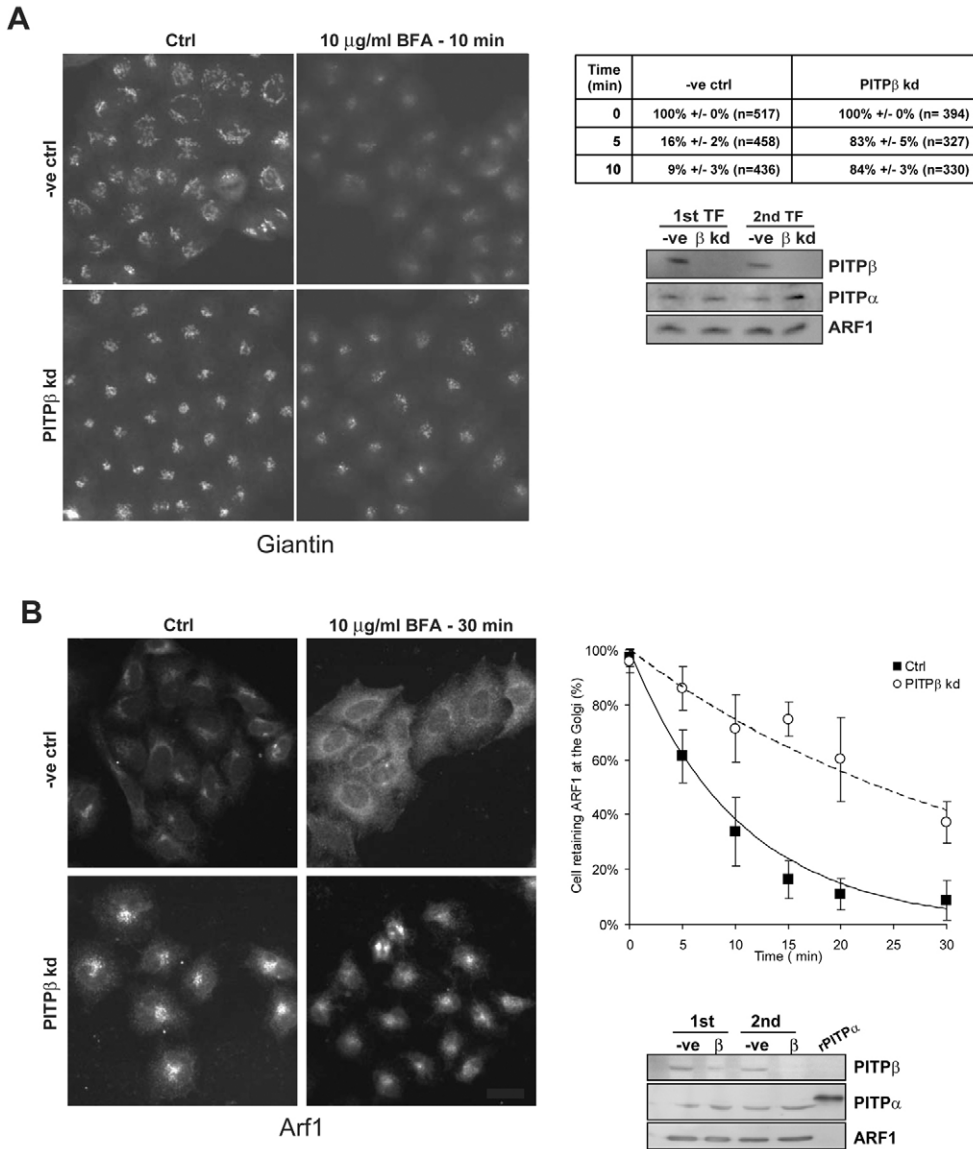 A
Ctrl
10 μg/ml BFA - 10 min
-ve ctrl
PITPβ kd
Giantin
Time (min) -ve ctrl PITPβ kd
0 100% +/- 0% (n=517) 100% +/- 0% (n= 394)
5 16% +/- 2% (n=458) 83% +/- 5% (n=327)
10 9% +/- 3% (n=436) 84% +/- 3% (n=330)
1st TF 2nd TF
-ve β kd -ve β kd
PITPβ
PITPα
ARF1
B
Ctrl
10 μg/ml BFA - 30 min
-ve ctrl
PITPβ kd
Arf1
Cell retaining ARF1 at the Golgi (%)
100%
80%
60%
40%
20%
0%
0 5 10 15 20 25 30
Time ( min)
Ctrl
PITPβ kd
1st 2nd
-ve β -ve β rPITPα
PITPβ
PITPα
ARF1